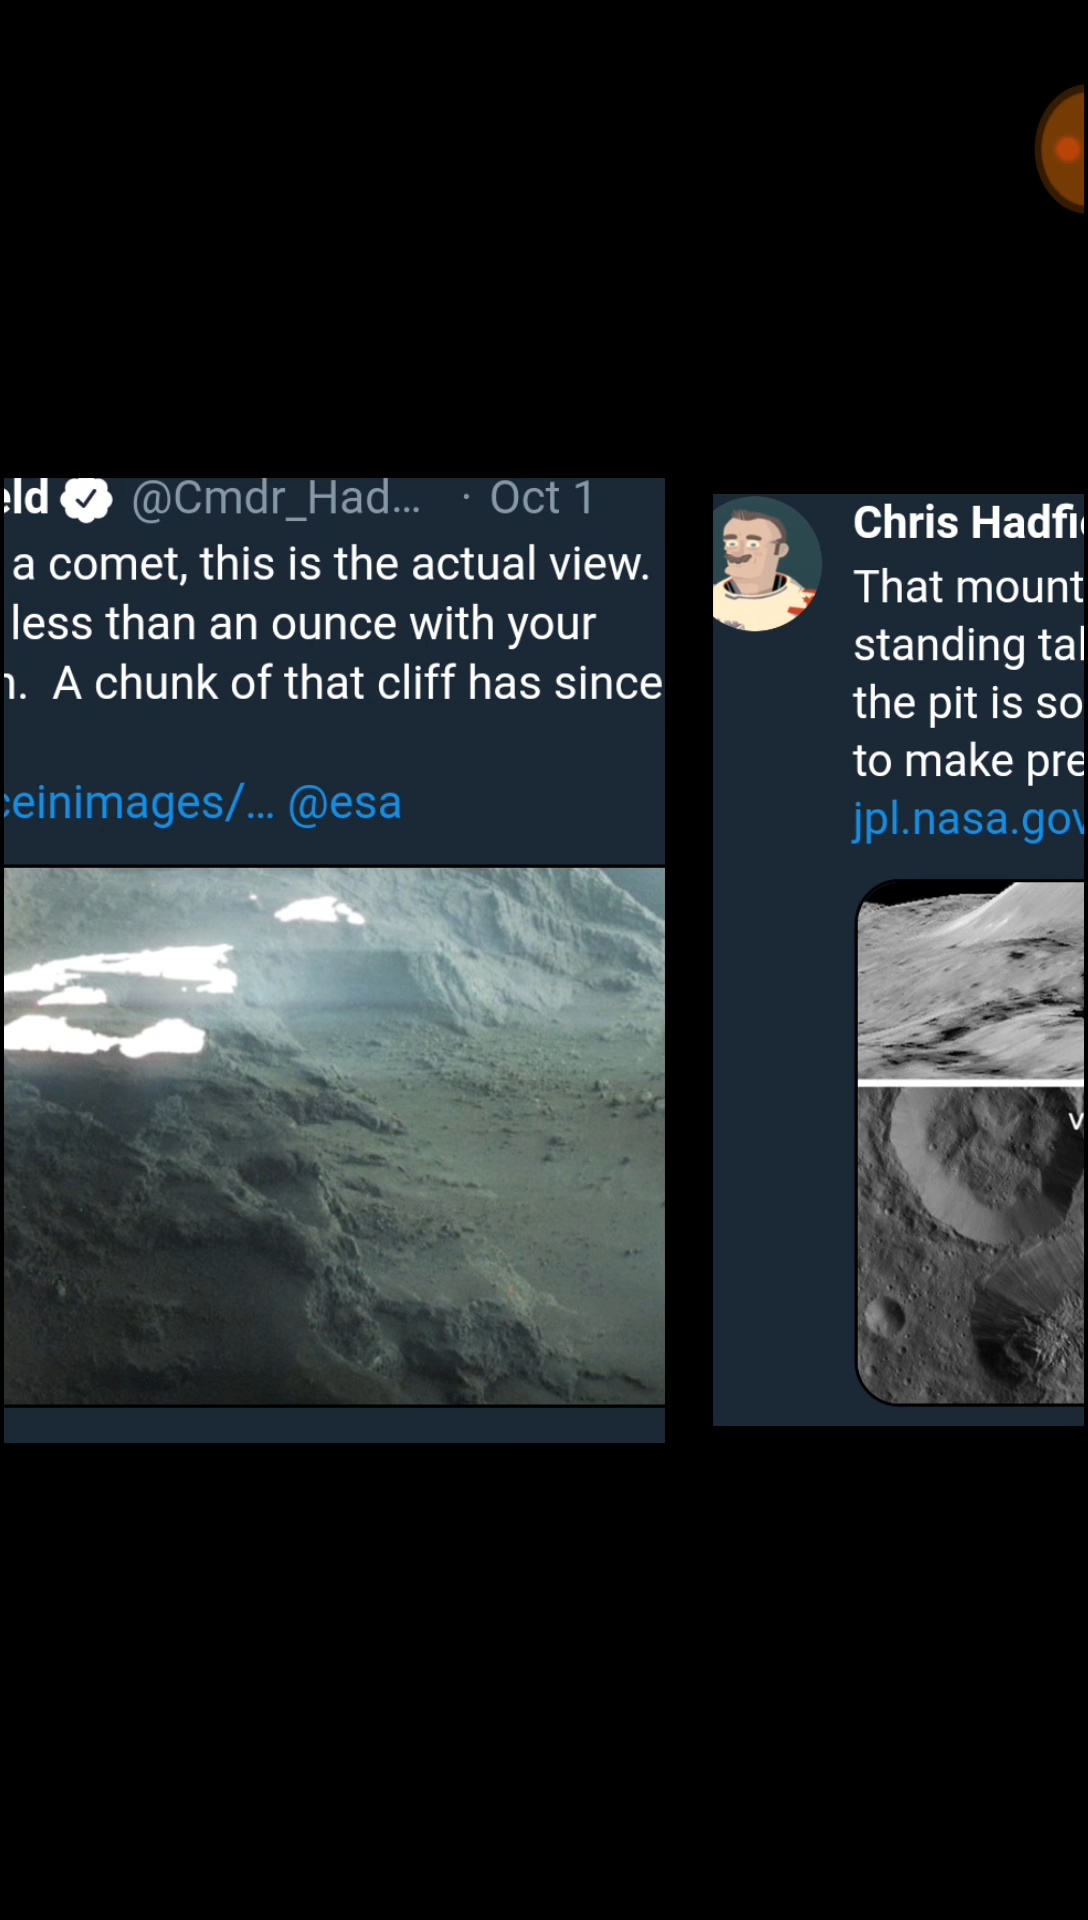 eld @Cmdr_Had... · Oct 1
a comet, this is the actual view.
less than an ounce with your
n. A chunk of that cliff has since
ceinimages/... @esa
Chris Hadfi
That mount
standing tal
the pit is so
to make pre
jpl.nasa.gov
v